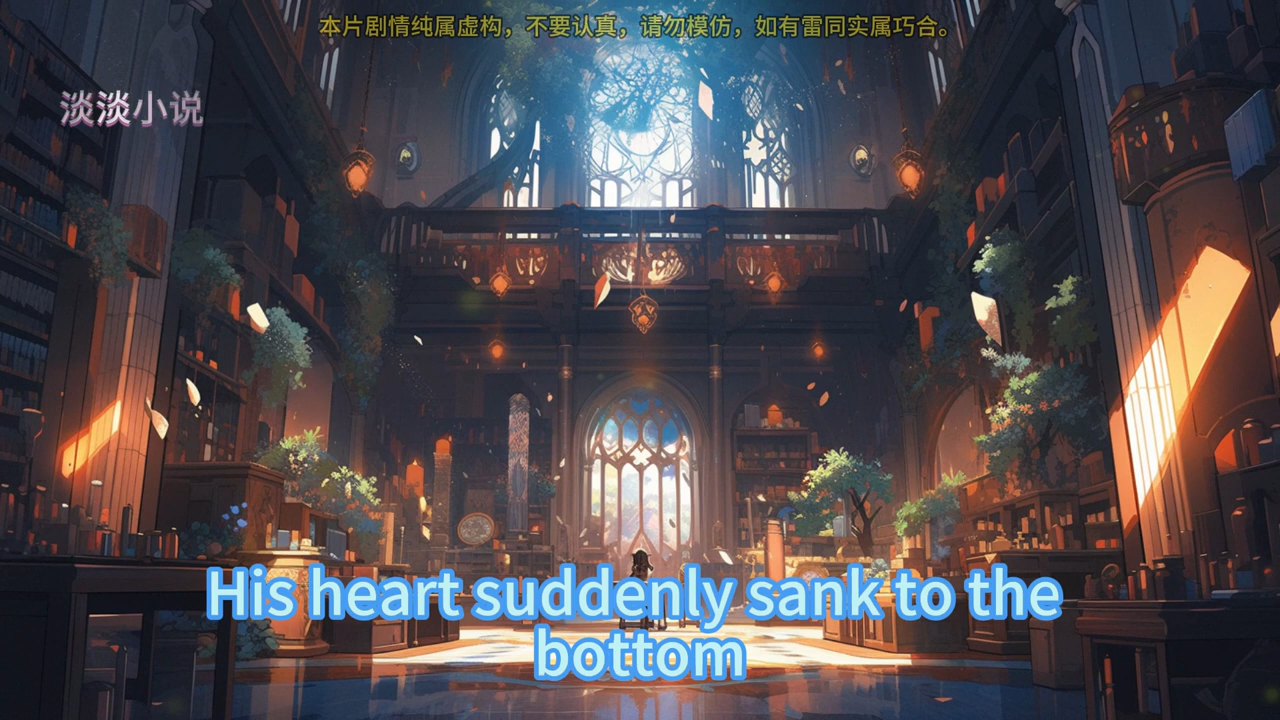 本片剧情纯属虚构，不要认真，请勿模仿，如有雷同实属巧合。
淡淡小说
His heart suddenly sank to the
bottom